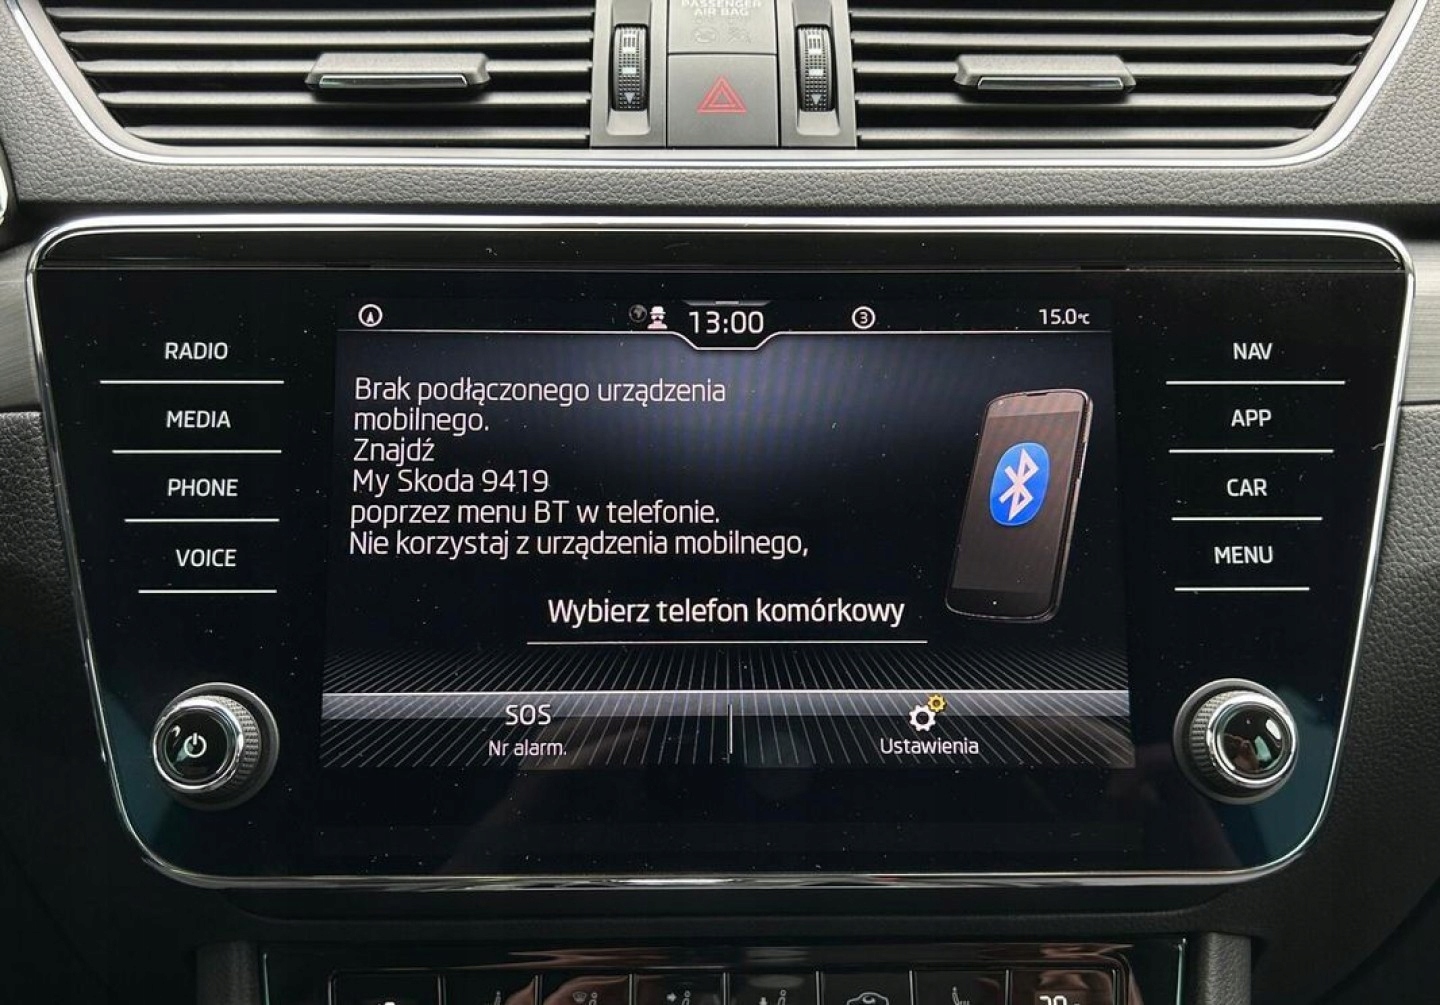 PASSENGER
AIR BAG
13:00
3
15.0°C
RADIO
MEDIA
PHONE
VOICE
Brak podłączonego urządzenia
mobilnego.
Znajdź
My Skoda 9419
poprzez menu BT w telefonie.
Nie korzystaj z urządzenia mobilnego,
Wybierz telefon komórkowy
SOS
Nr alarm.
Ustawienia
NAV
APP
CAR
MENU